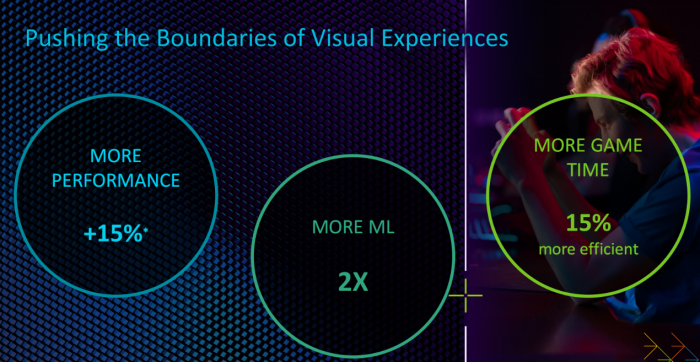 Pushing the Boundaries of Visual Experiences
MORE
PERFORMANCE
+15%*
MORE ML
2X
MORE GAME
TIME
15%
more efficient